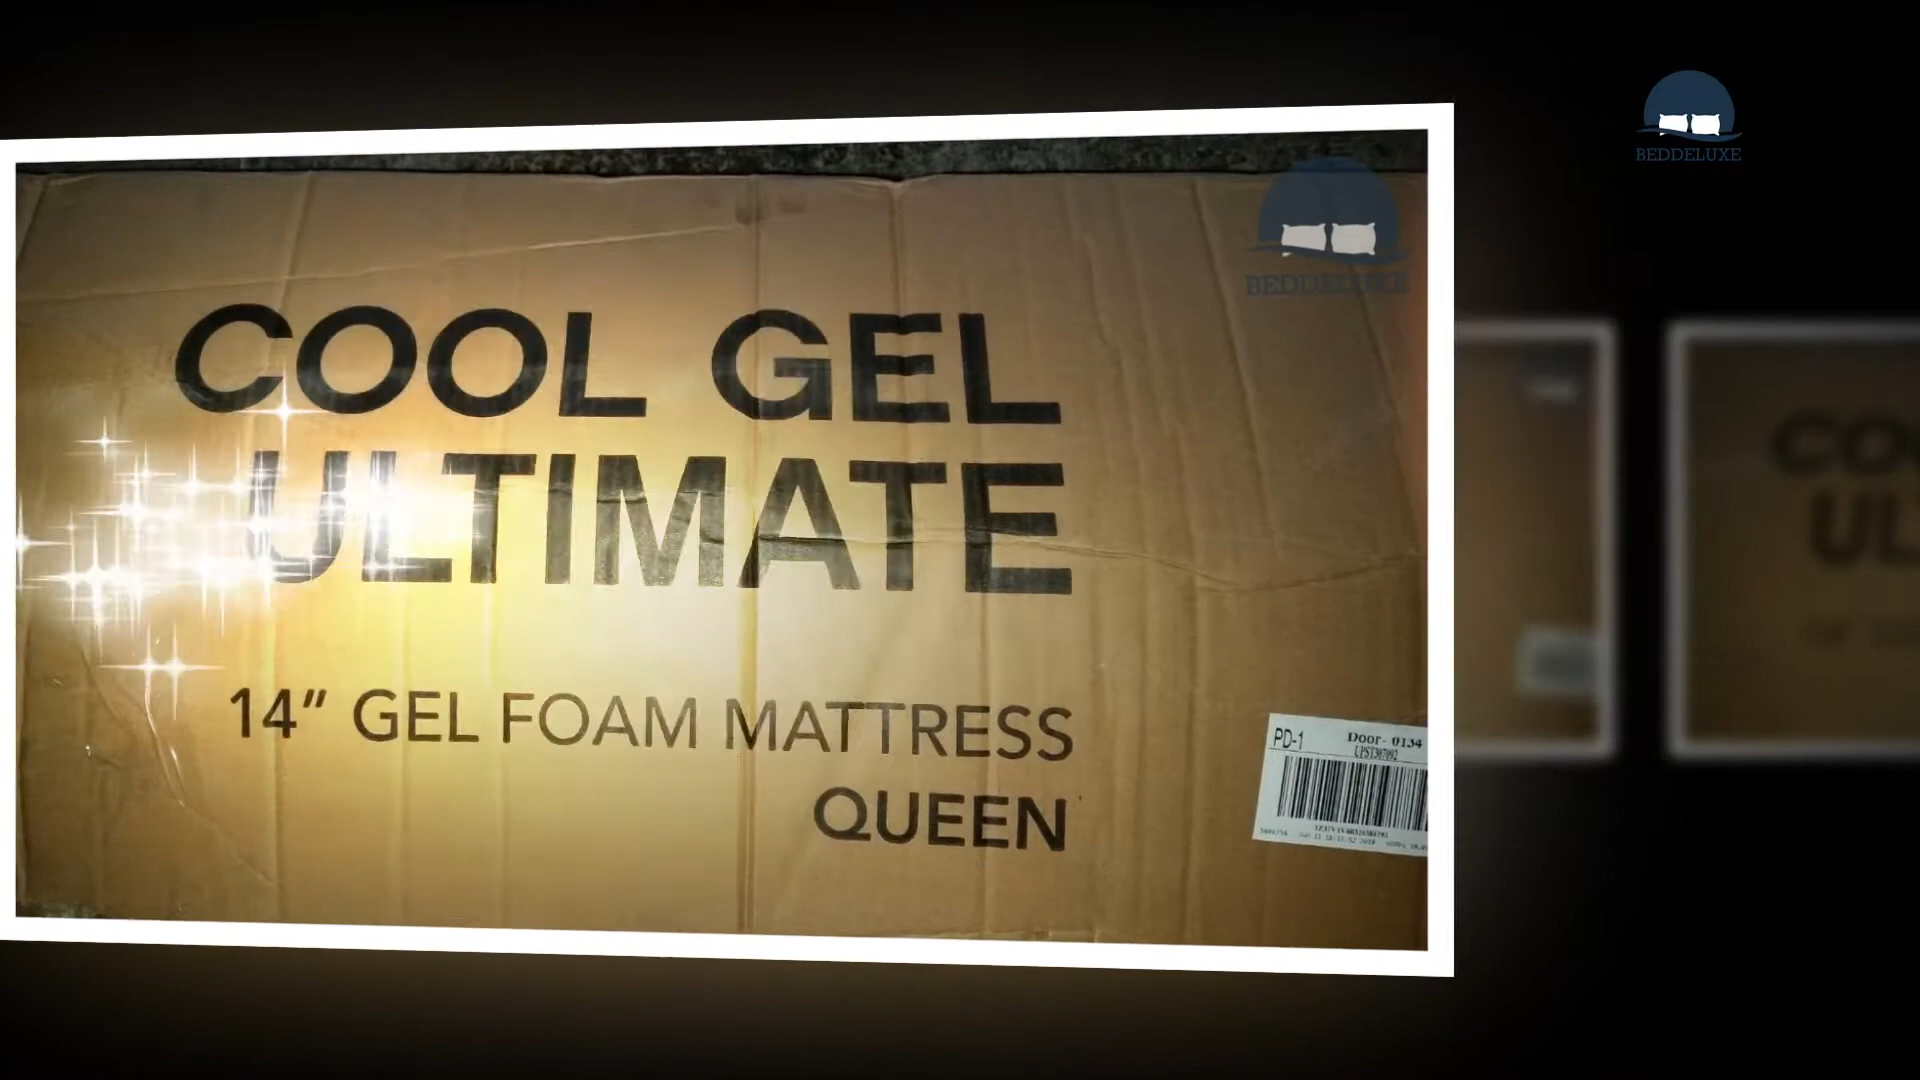 BEDDELUXE
BEDDELUXE
COOL GEL
ULTIMATE
14" GEL FOAM MATTRESS
QUEEN
PD-1 Door- 0134